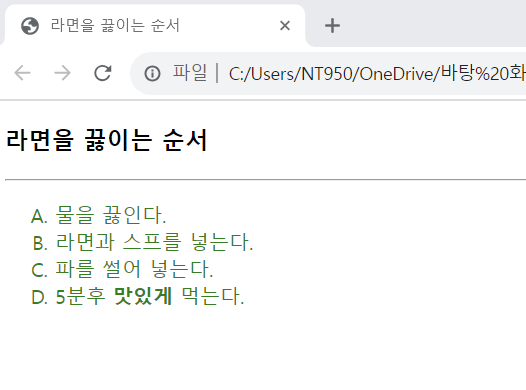 라면을 끓이는 순서
파일 | C:/Users/NT950/OneDrive/바탕%20화
라면을 끓이는 순서
A. 물을 끓인다.
B. 라면과 스프를 넣는다.
C. 파를 썰어 넣는다.
D. 5분후 맛있게 먹는다.